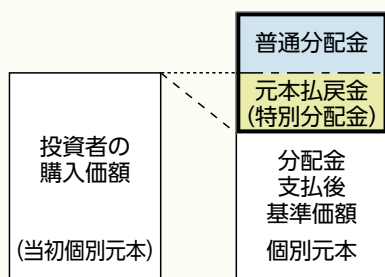 普通分配金
元本払戻金
(特別分配金)
投資者の
購入価額
(当初個別元本)
分配金
支払後
基準価額
個別元本